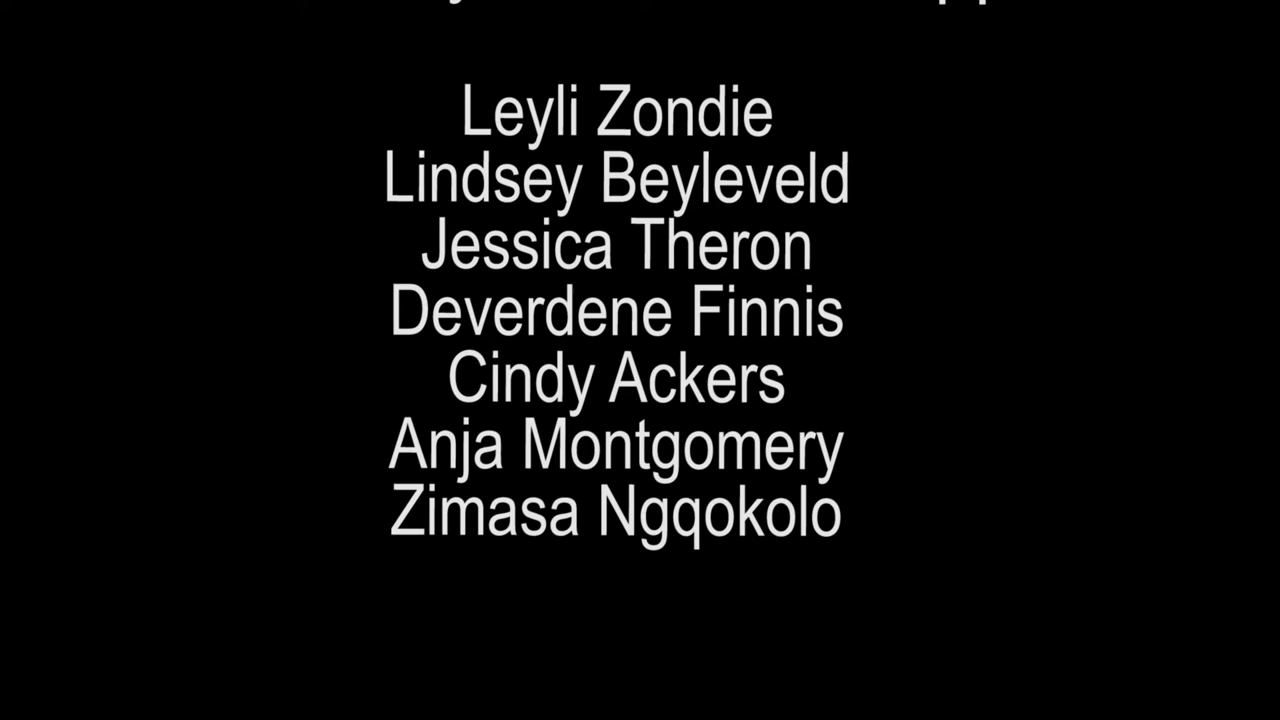 Leyli Zondie
Lindsey Beyleveld
Jessica Theron
Deverdene Finnis
Cindy Ackers
Anja Montgomery
Zimasa Ngqokolo